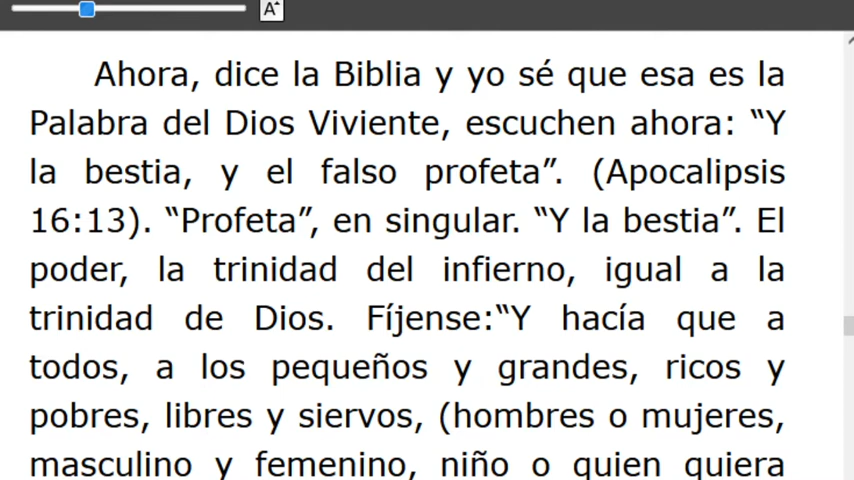 A
Ahora, dice la Biblia y yo sé que esa es la
Palabra del Dios Viviente, escuchen ahora: “Y
la bestia, y el falso profeta”. (Apocalipsis
16:13). “Profeta”, en singular. “Y la bestia”. El
poder, la trinidad del infierno, igual a la
trinidad de Dios. Fíjense:“Y hacía que a
todos, a los pequeños y grandes, ricos y
pobres, libres y siervos, (hombres o mujeres,
masculino y femenino, niño o quien quiera